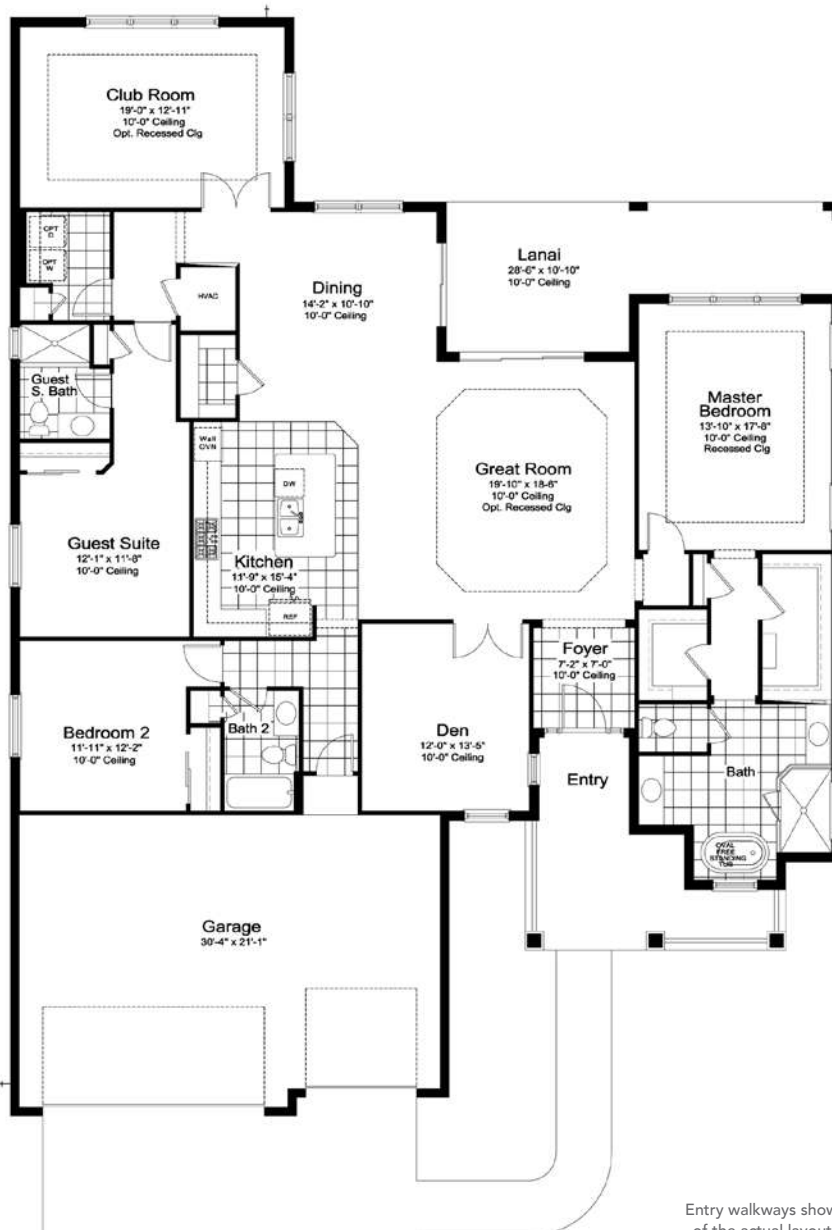 Club Room
19'-0" x 12'-11"
10'-0" Ceiling
Opt. Recessed Clg
OPT
D
OPT
W
HVAC
Dining
14'-2" x 10'-10"
10'-0" Ceiling
Lanai
28'-6" x 10'-10"
10'-0" Ceiling
Guest
S. Bath
Master
Bedroom
13'-10" x 17'-8"
10'-0" Ceiling
Recessed Clg
Wall
OVN
DW
Great Room
19'-10" x 18'-6"
10'-0" Ceiling
Opt. Recessed Clg
Guest Suite
12'-1" x 11'-8"
10'-0" Ceiling
Kitchen
11'-9" x 15'-4"
10'-0" Ceiling
REF
Foyer
7'-2" x 7'-0"
10'-0" Ceiling
Bedroom 2
11'-11" x 12'-2"
10'-0" Ceiling
Bath 2
Den
12'-0" x 13'-5"
10'-0" Ceiling
Entry
Bath
OVAL
FREE
STANDING
TUB
Garage
30'-4" x 21'-1"
Entry walkways show
of the actual layout